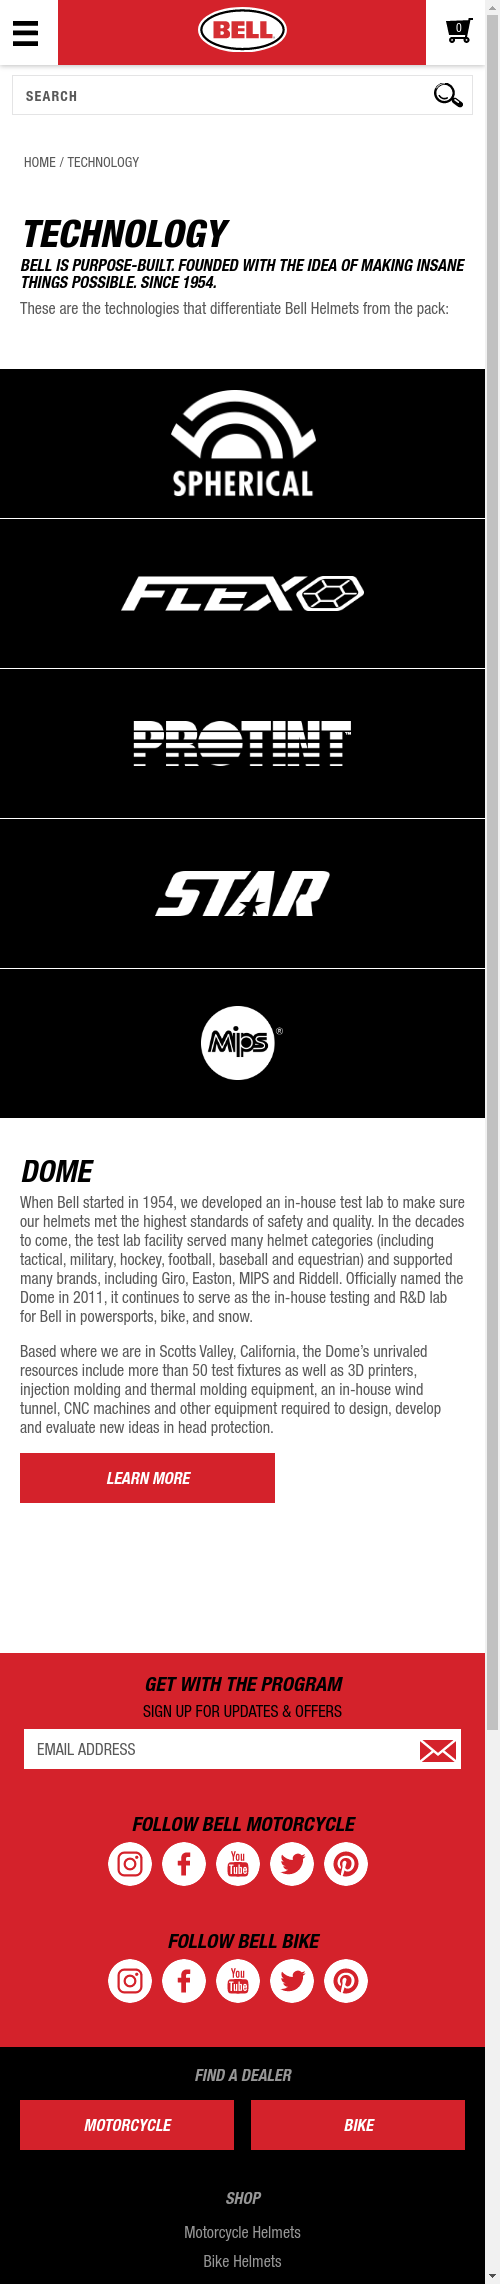 BELL
0
SEARCH
HOME / TECHNOLOGY
TECHNOLOGY
BELL IS PURPOSE-BUILT. FOUNDED WITH THE IDEA OF MAKING INSANE
THINGS POSSIBLE. SINCE 1954.
These are the technologies that differentiate Bell Helmets from the pack:
SPHERICAL
FLEX
PROTINT™
STAR
Mips®
DOME
When Bell started in 1954, we developed an in-house test lab to make sure
our helmets met the highest standards of safety and quality. In the decades
to come, the test lab facility served many helmet categories (including
tactical, military, hockey, football, baseball and equestrian) and supported
many brands, including Giro, Easton, MIPS and Riddell. Officially named the
Dome in 2011, it continues to serve as the in-house testing and R&D lab
for Bell in powersports, bike, and snow.
Based where we are in Scotts Valley, California, the Dome’s unrivaled
resources include more than 50 test fixtures as well as 3D printers,
injection molding and thermal molding equipment, an in-house wind
tunnel, CNC machines and other equipment required to design, develop
and evaluate new ideas in head protection.
LEARN MORE
GET WITH THE PROGRAM
SIGN UP FOR UPDATES & OFFERS
EMAIL ADDRESS
FOLLOW BELL MOTORCYCLE
You Tube
FOLLOW BELL BIKE
You Tube
FIND A DEALER
MOTORCYCLE BIKE
SHOP
Motorcycle Helmets
Bike Helmets